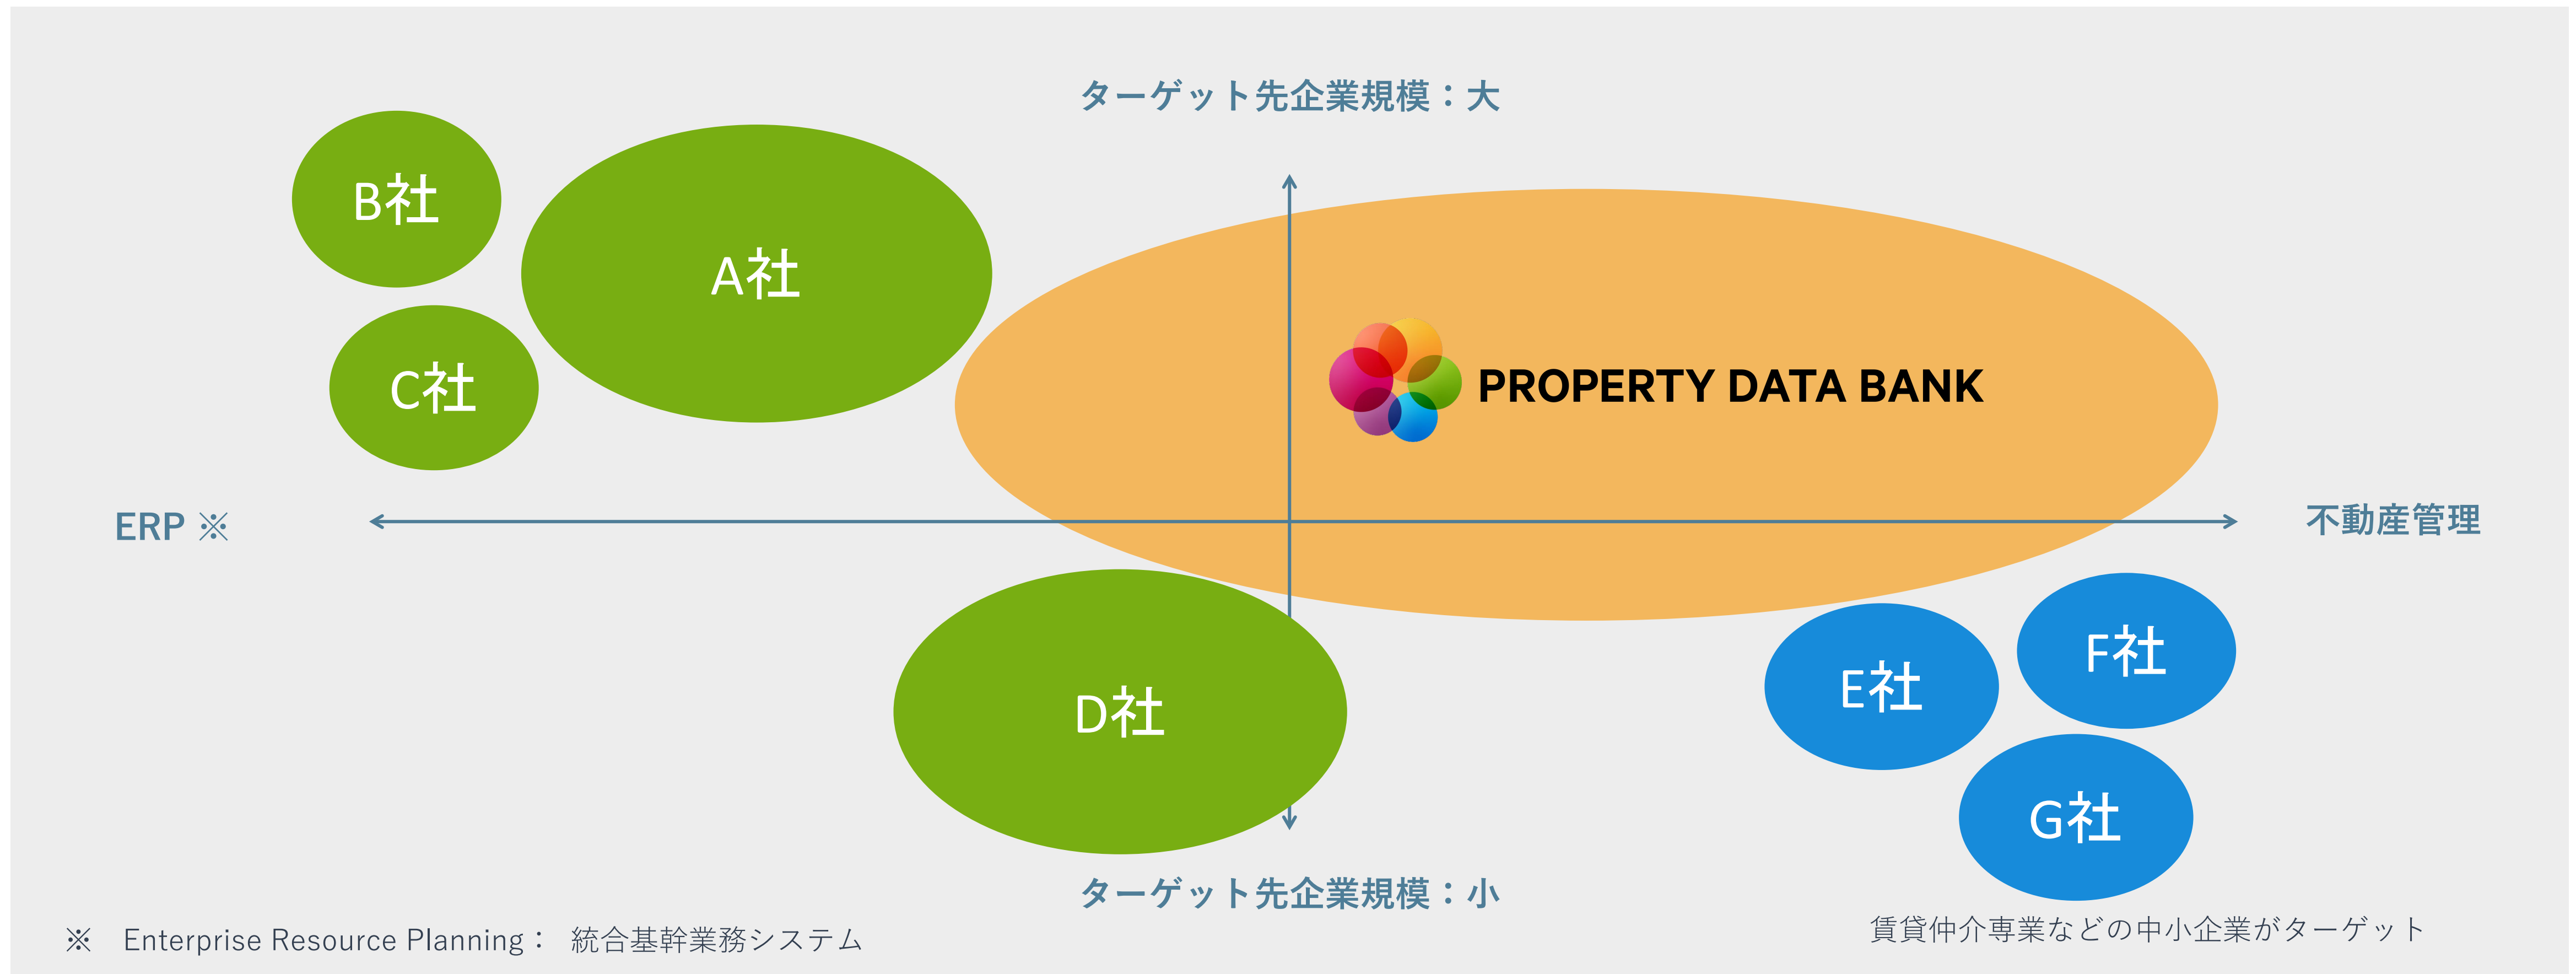 ターゲット先企業規模：大
B社
A社
C社
PROPERTY DATA BANK
ERP ※
不動産管理
D社
E社
F社
G社
ターゲット先企業規模：小
※ Enterprise Resource Planning： 統合基幹業務システム
賃貸仲介専業などの中小企業がターゲット